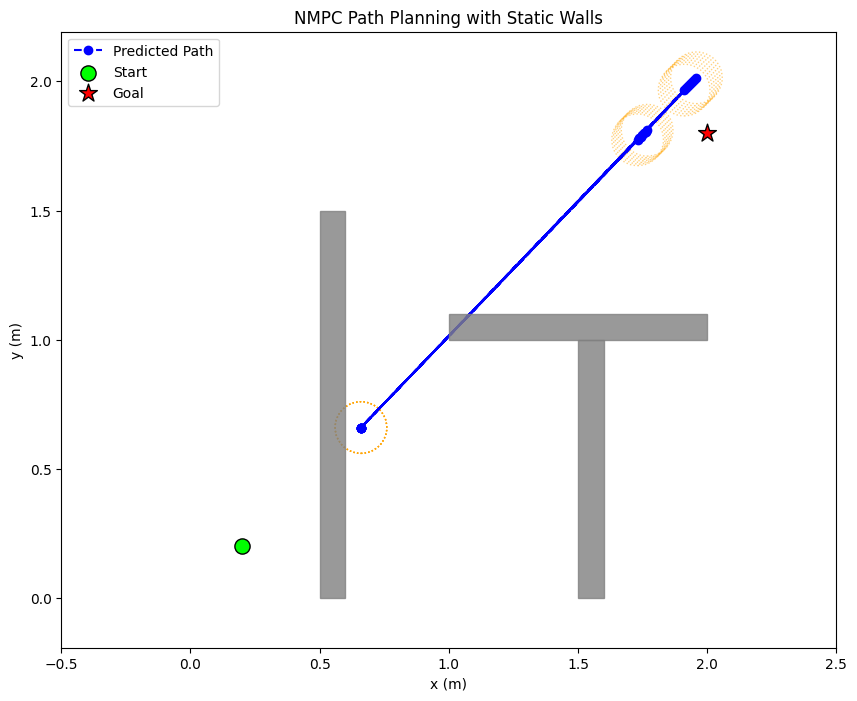 NMPC Path Planning with Static Walls
Predicted Path
Start
Goal
y (m)
2.0
1.5
1.0
0.5
0.0
−0.5
0.0
0.5
1.0
1.5
2.0
2.5
x (m)